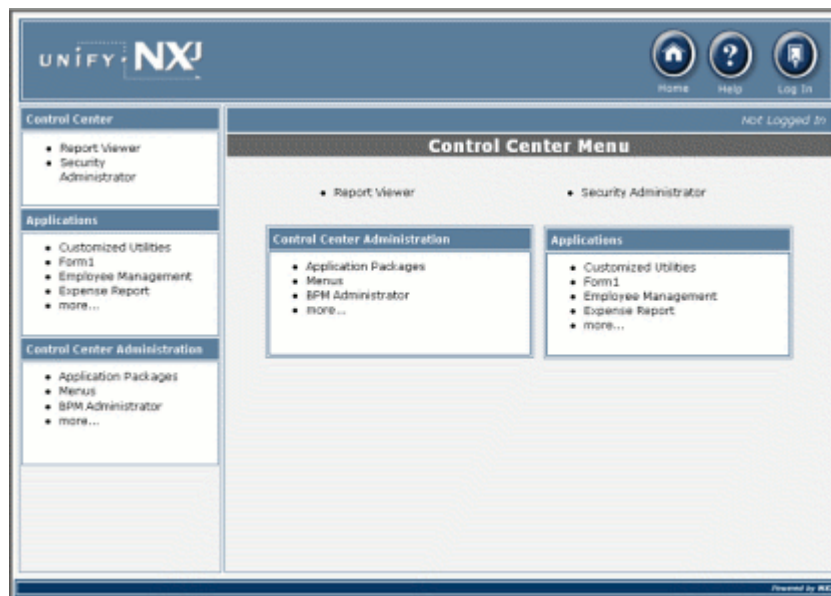 UNIFY NXJ
Home Help Log In
Control Center
Report Viewer
Security
Administrator
Applications
Customized Utilities
Form1
Employee Management
Expense Report
more...
Control Center Administration
Application Packages
Menus
BPM Administrator
more...
Not Logged In
Control Center Menu
Report Viewer
Security Administrator
Control Center Administration
Application Packages
Menus
BPM Administrator
more...
Applications
Customized Utilities
Form1
Employee Management
Expense Report
more...
Powered by